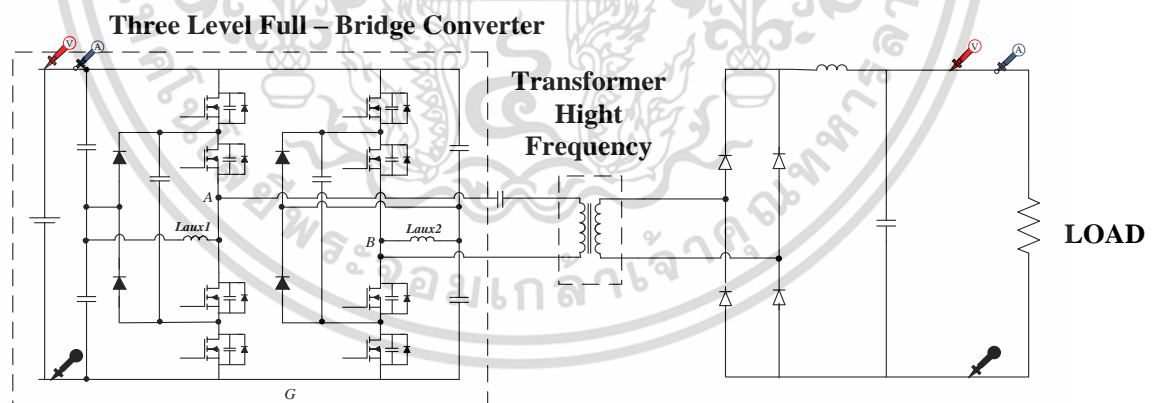 Three Level Full – Bridge Converter
V
A
Transformer
Hight
Frequency
V
A
A
Laux1
B
Laux2
LOAD
G